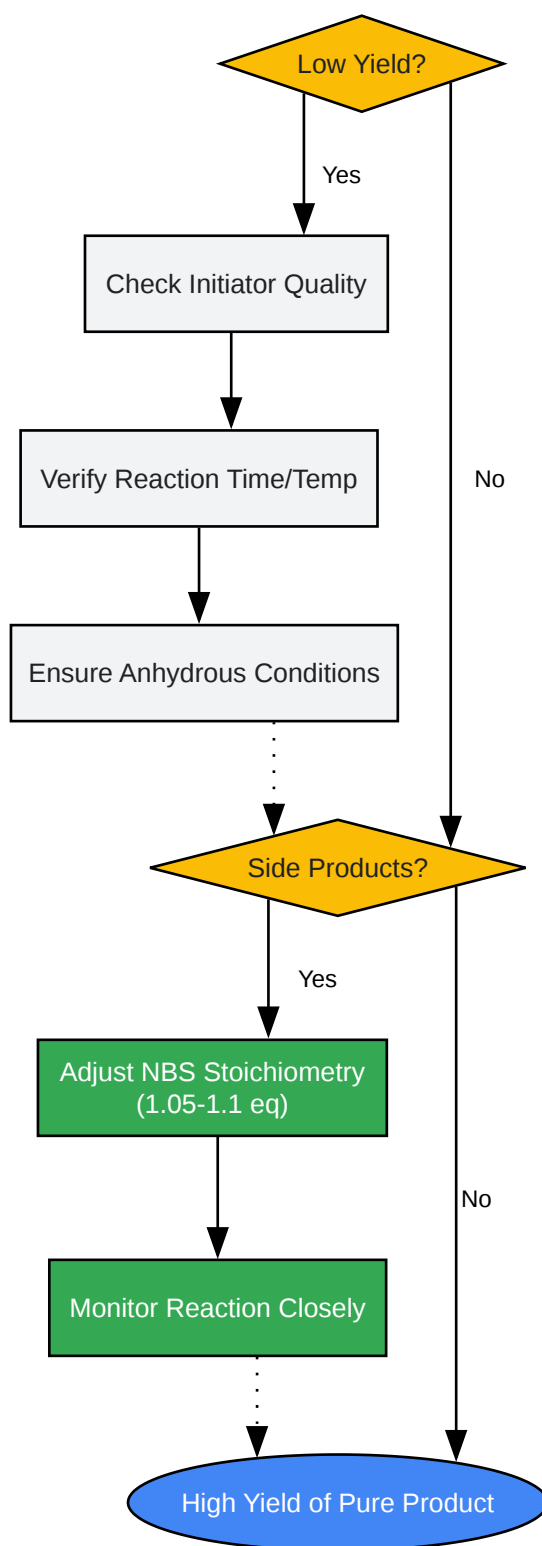 Low Yield?
Yes
Check Initiator Quality
Verify Reaction Time/Temp
No
Ensure Anhydrous Conditions
Side Products?
Yes
Adjust NBS Stoichiometry
(1.05-1.1 eq)
No
Monitor Reaction Closely
High Yield of Pure Product